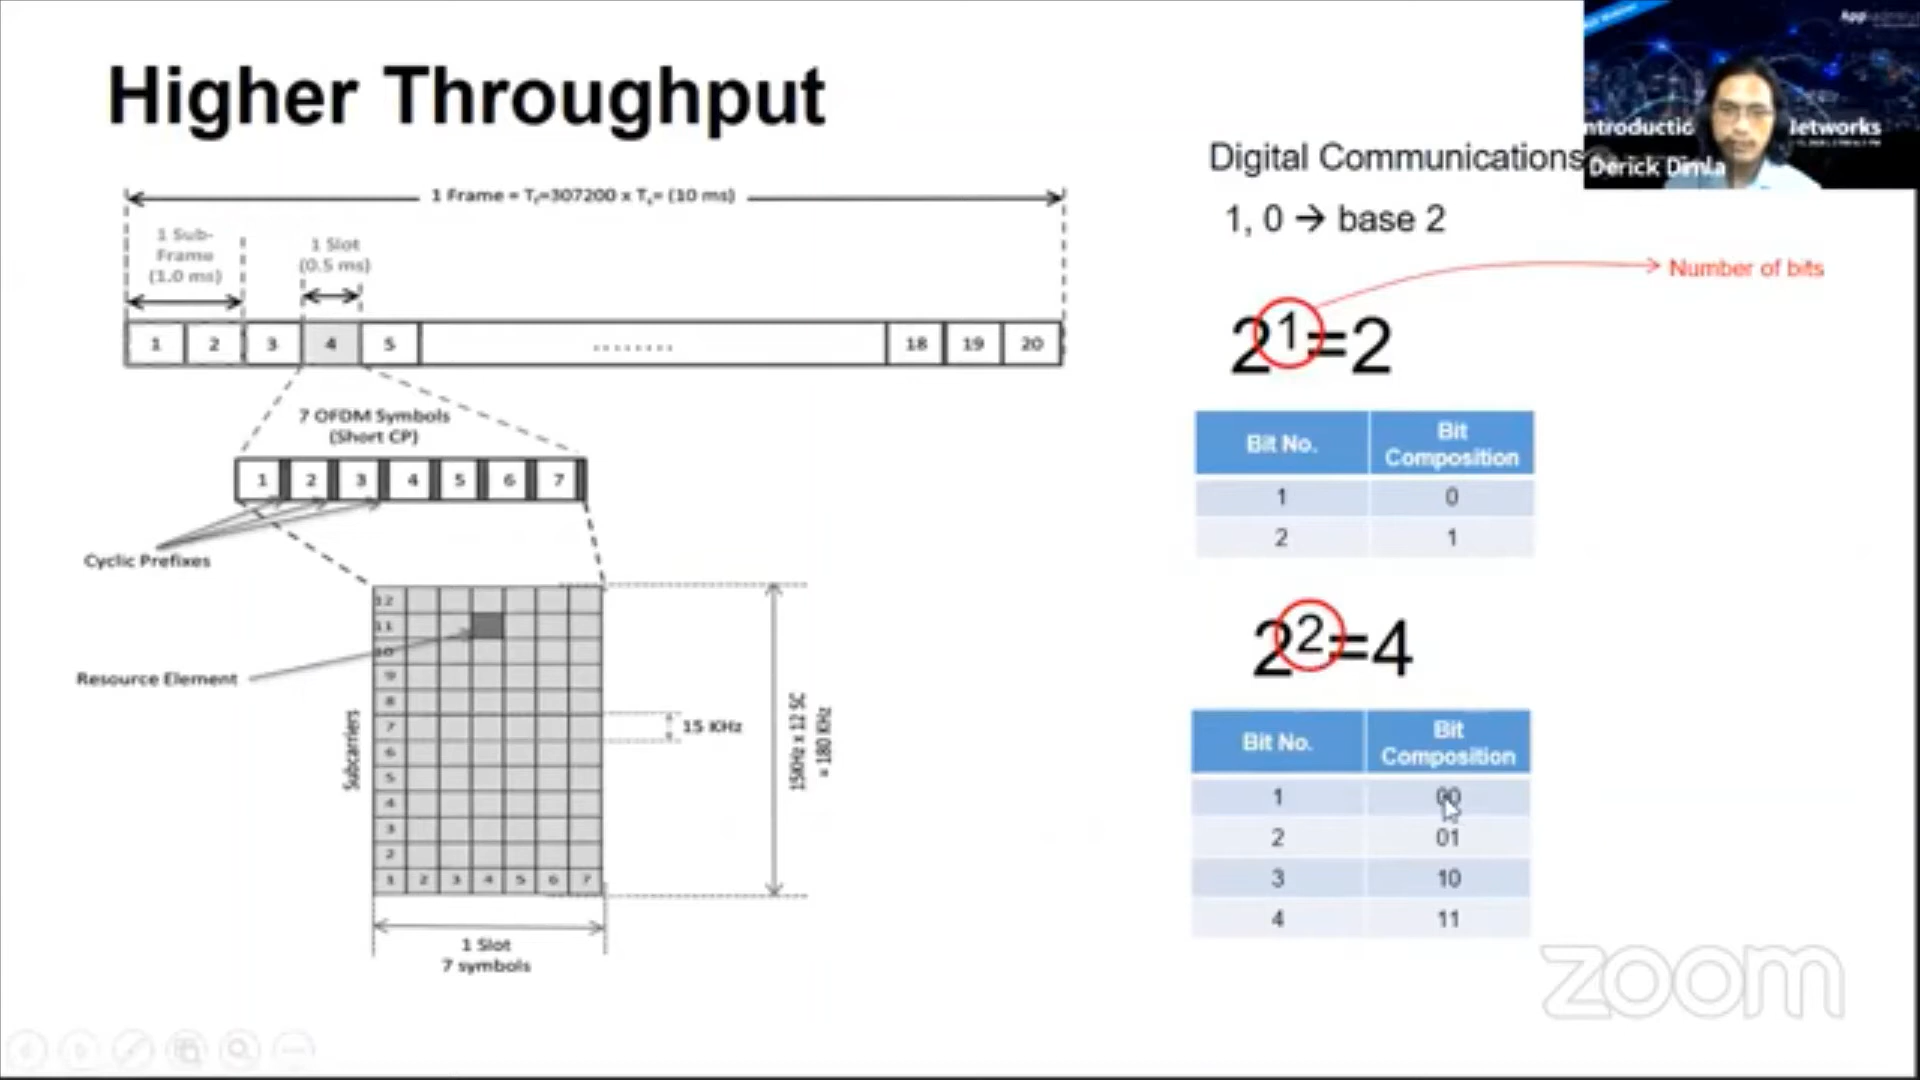 Higher Throughput
1 Frame = Tf=307200 x Ts= (10 ms)
1 Sub-
Frame
(1.0 ms)
1 Slot
(0.5 ms)
1 2 3 4 5 ........ 18 19 20
7 OFDM Symbols
(Short CP)
1 2 3 4 5 6 7
Cyclic Prefixes
Resource Element
Subcarriers
12
11
10
9
8
7
6
5
4
3
2
1 2 3 4 5 6 7
15 KHz
15KHz x 12 SC
= 180 KHz
1 Slot
7 symbols
Digital Communications
1, 0 → base 2
Number of bits
2¹=2
Bit No. Bit Composition
1 0
2 1
2²=4
Bit No. Bit Composition
1 00
2 01
3 10
4 11
ntroductio letworks
Derick Dimla
zoom